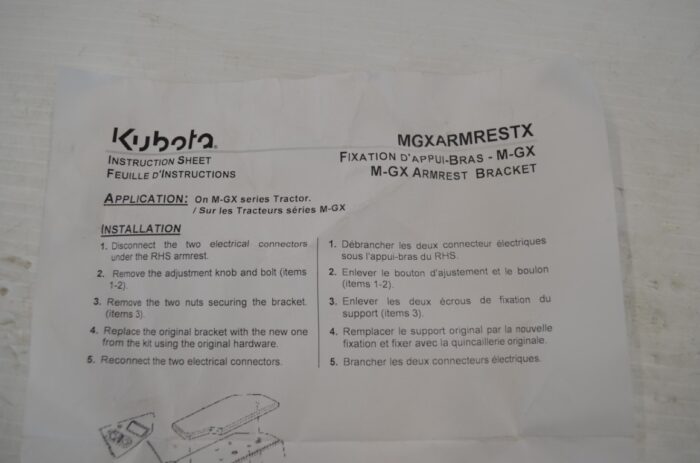 Kubota.
MGXARMRESTX
INSTRUCTION SHEET
FEUILLE D'INSTRUCTIONS
FIXATION D'APPUI-BRAS - M-GX
M-GX ARMREST BRACKET
APPLICATION: On M-GX series Tractor.
/ Sur les Tracteurs séries M-GX
INSTALLATION
1. Disconnect the two electrical connectors
under the RHS armrest.
2. Remove the adjustment knob and bolt (items
1-2).
3. Remove the two nuts securing the bracket.
(items 3).
4. Replace the original bracket with the new one
from the kit using the original hardware.
5. Reconnect the two electrical connectors.
1. Débrancher les deux connecteur électriques
sous l'appui-bras du RHS.
2. Enlever le bouton d'ajustement et le boulon
(items 1-2).
3. Enlever les deux écrous de fixation du
support (items 3).
4. Remplacer le support original par la nouvelle
fixation et fixer avec la quincaillerie originale.
5. Brancher les deux connecteurs électriques.